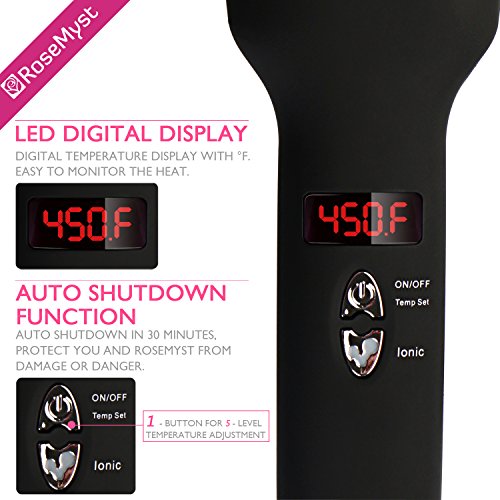 RoseMyst
LED DIGITAL DISPLAY
DIGITAL TEMPERATURE DISPLAY WITH °F.
EASY TO MONITOR THE HEAT.
450.F
AUTO SHUTDOWN
FUNCTION
AUTO SHUTDOWN IN 30 MINUTES,
PROTECT YOU AND ROSEMYST FROM
DAMAGE OR DANGER.
ON/OFF
Temp Set
1 - BUTTON FOR 5 - LEVEL
TEMPERATURE ADJUSTMENT
Ionic
450.F
ON/OFF
Temp Set
Ionic